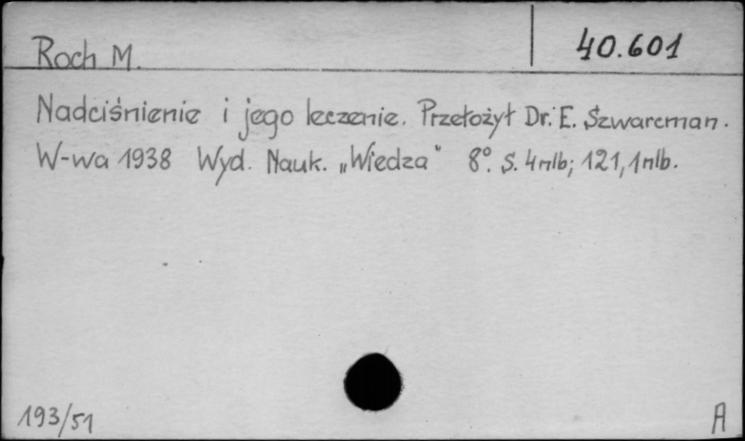 Roch M.
40.601
Nadciśnienie i jego leczenie. Przełożył Dr. E. Szwarcman.
W-wa 1938 Wyd. Nauk. „Wiedza" 8° S. 4nlb; 121, 1nlb.
193/51
A